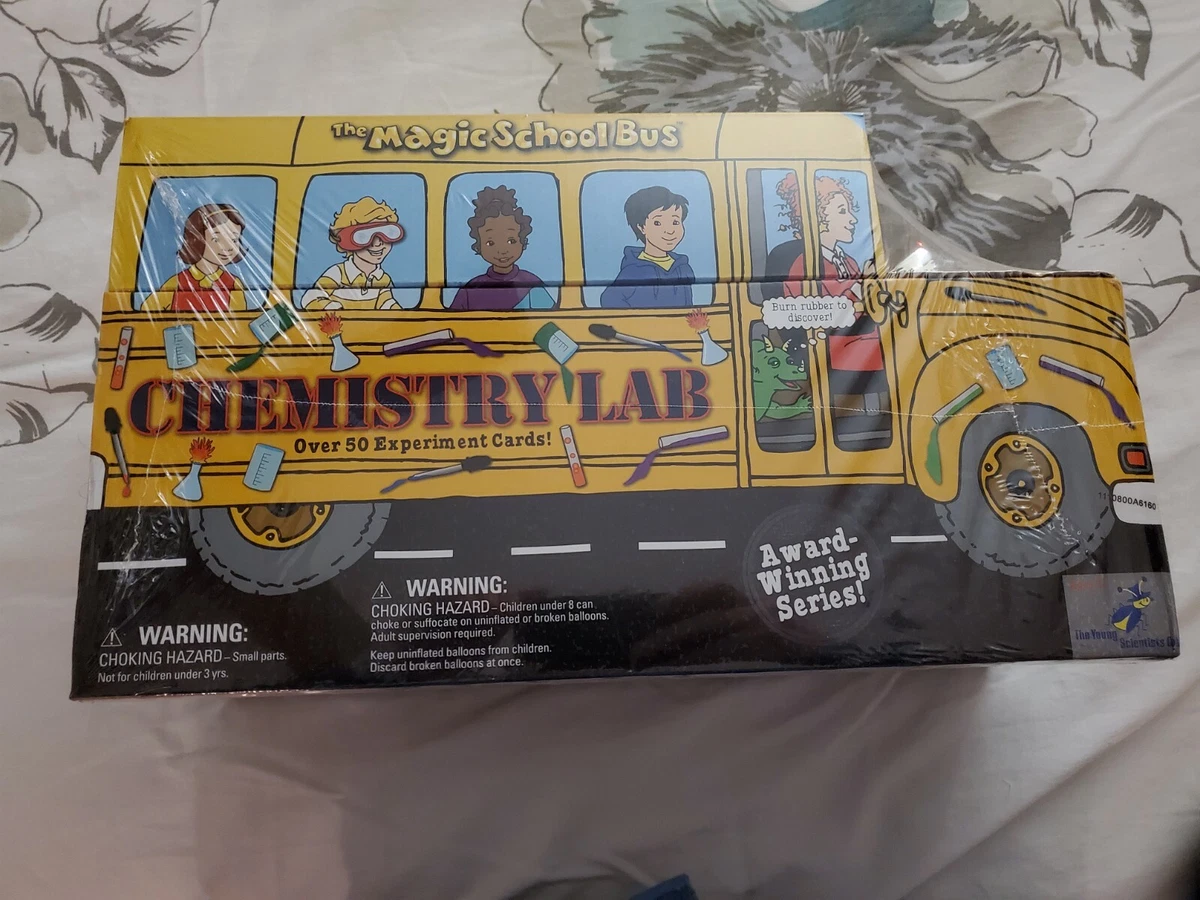 The Magic School Bus
Burn rubber to
discover!
CHEMISTRY LAB
Over 50 Experiment Cards!
Award-
Winning
Series!
WARNING:
CHOKING HAZARD – Children under 8 can
choke or suffocate on uninflated or broken balloons.
Adult supervision required.
Keep uninflated balloons from children.
Discard broken balloons at once.
WARNING:
CHOKING HAZARD – Small parts.
Not for children under 3 yrs.
0800A6160
The Young
Scientists